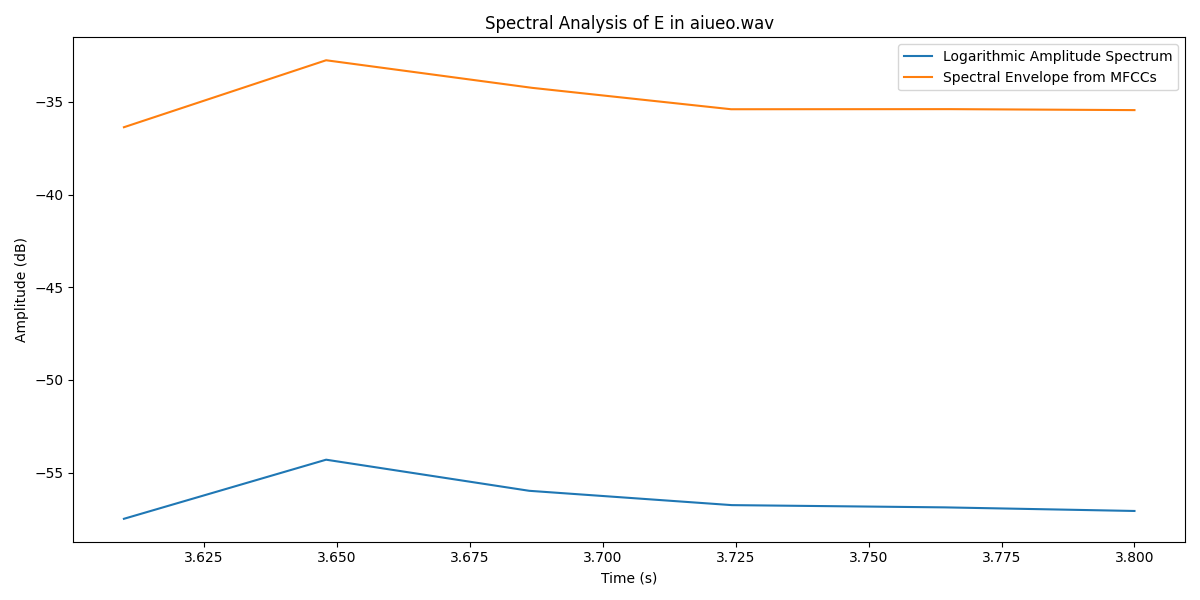 Spectral Analysis of E in aiueo.wav
Logarithmic Amplitude Spectrum
Spectral Envelope from MFCCs
Amplitude (dB)
−35
−40
−45
−50
−55
3.625 3.650 3.675 3.700 3.725 3.750 3.775 3.800
Time (s)